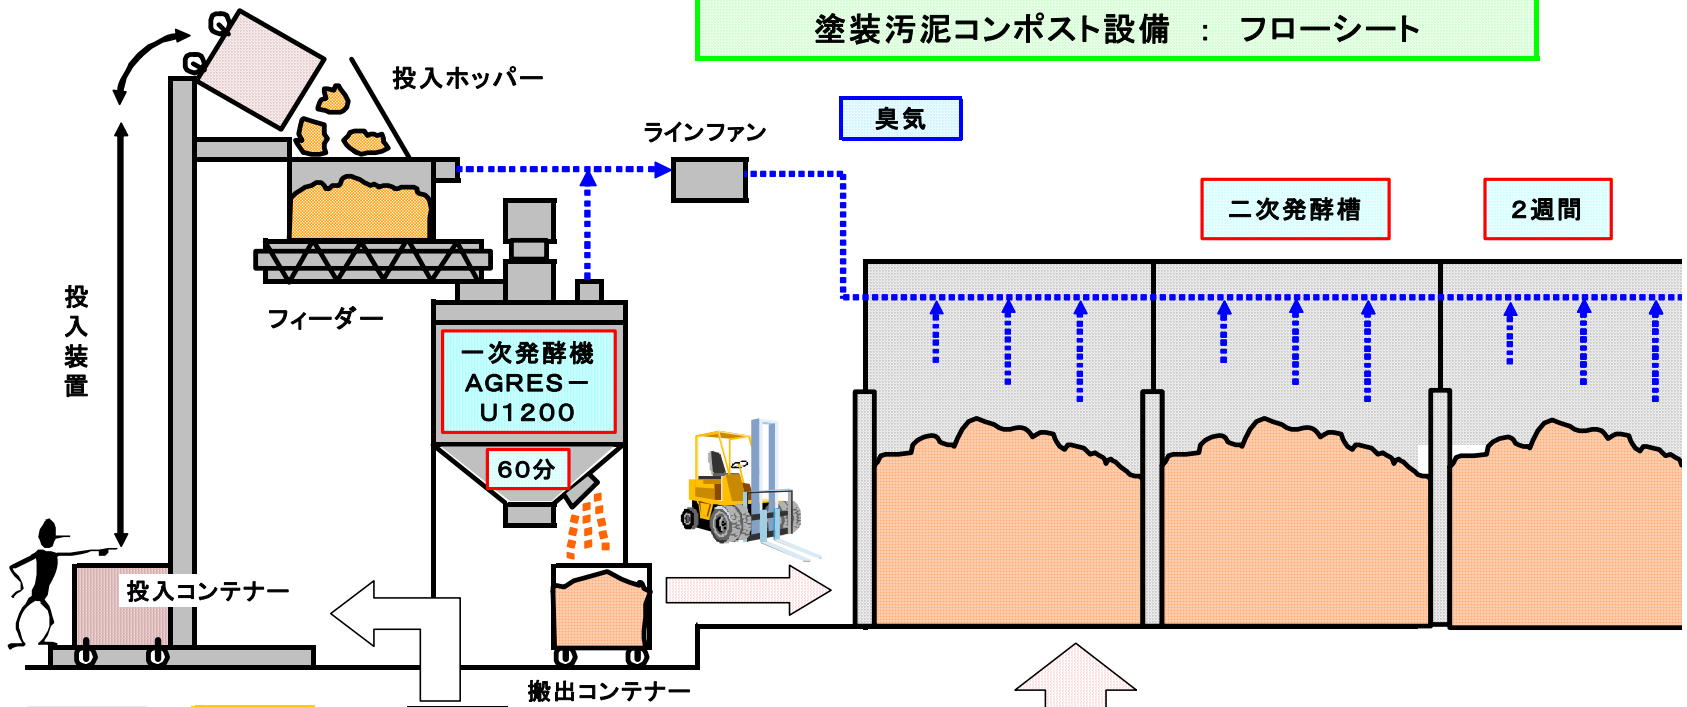 塗装汚泥コンポスト設備 ： フローシート
投入ホッパー
ラインファン
臭気
二次発酵槽
２週間
投入装置
フィーダー
一次発酵機
AGRES－
U1200
60分
投入コンテナー
搬出コンテナー